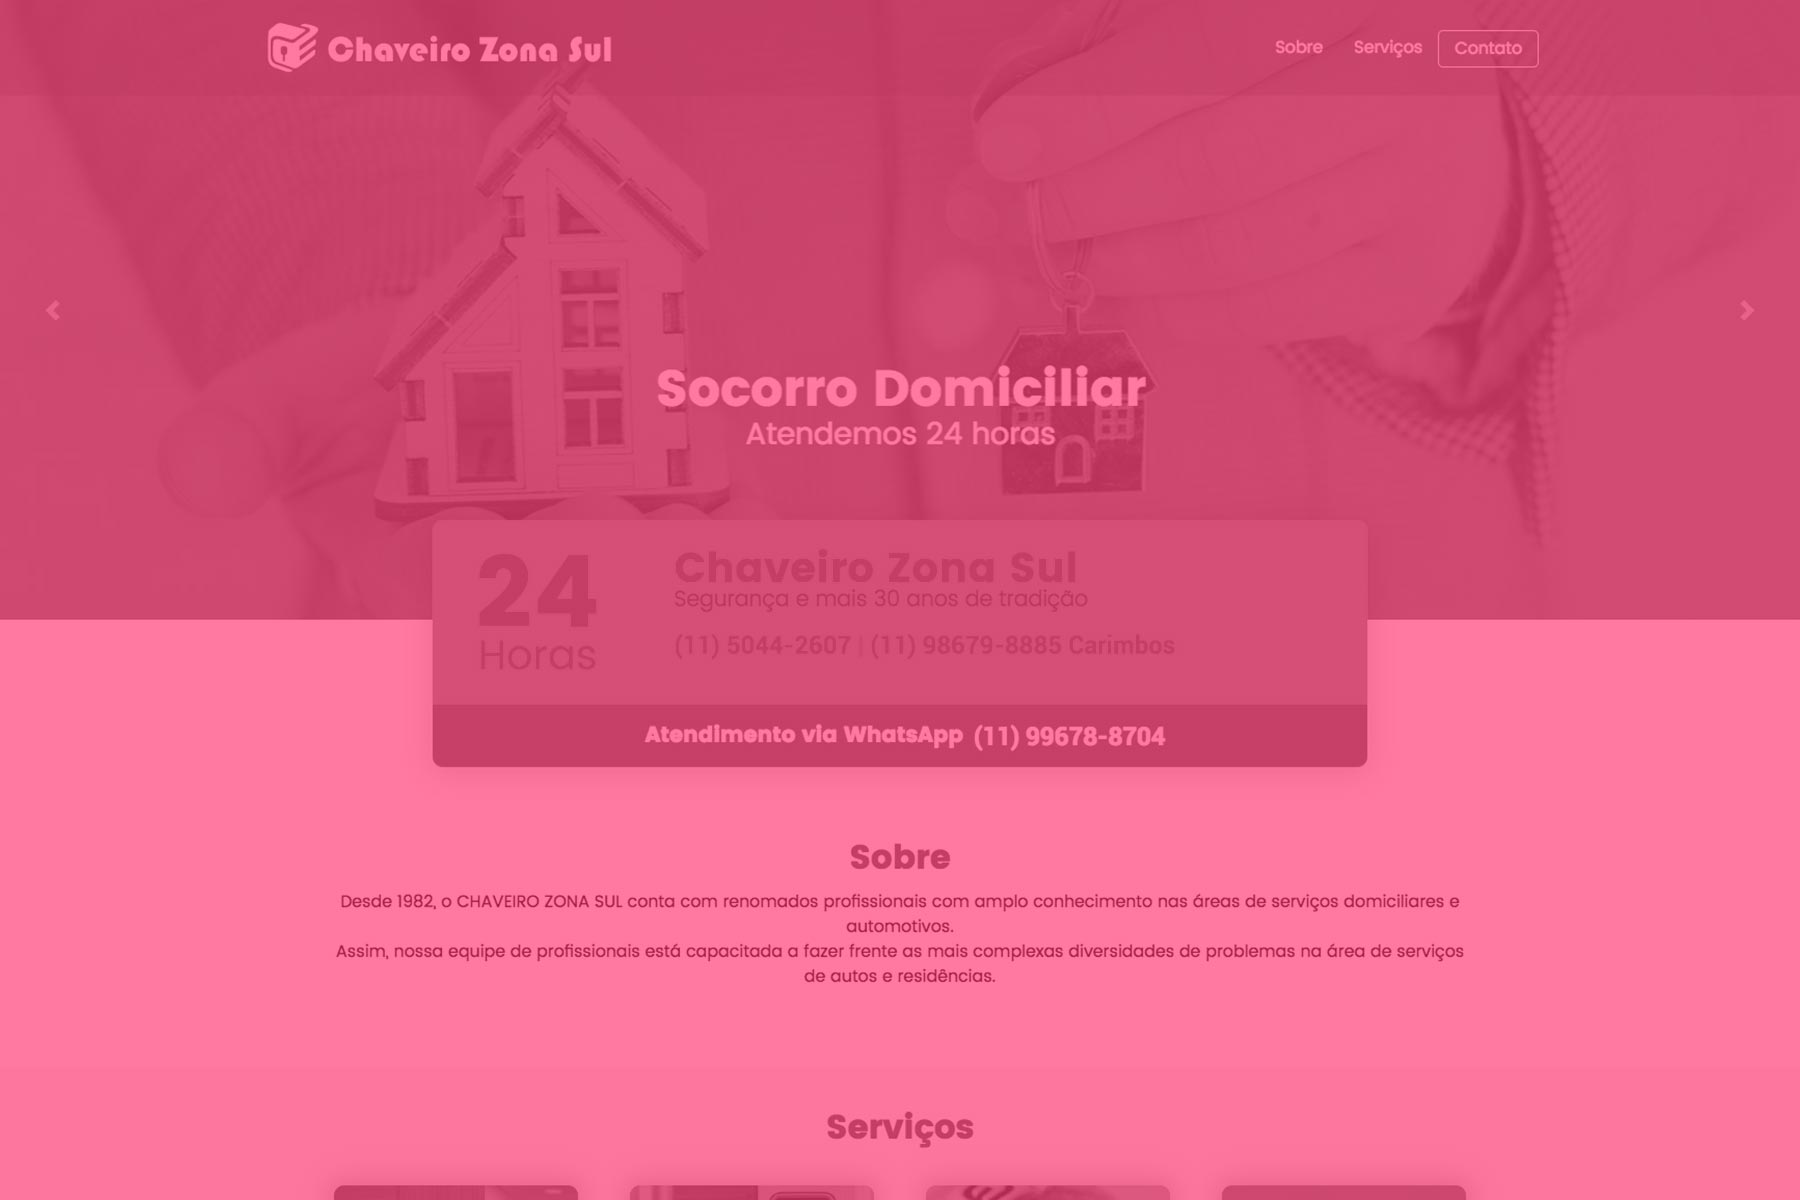 Chaveiro Zona Sul
Sobre
Serviços
Contato
Socorro Domiciliar
Atendemos 24 horas
24
Horas
Chaveiro Zona Sul
Segurança e mais 30 anos de tradição
(11) 5044-2607 | (11) 98679-8885 Carimbos
Atendimento via WhatsApp (11) 99678-8704
Sobre
Desde 1982, o CHAVEIRO ZONA SUL conta com renomados profissionais com amplo conhecimento nas áreas de serviços domiciliares e
automotivos.
Assim, nossa equipe de profissionais está capacitada a fazer frente as mais complexas diversidades de problemas na área de serviços
de autos e residências.
Serviços